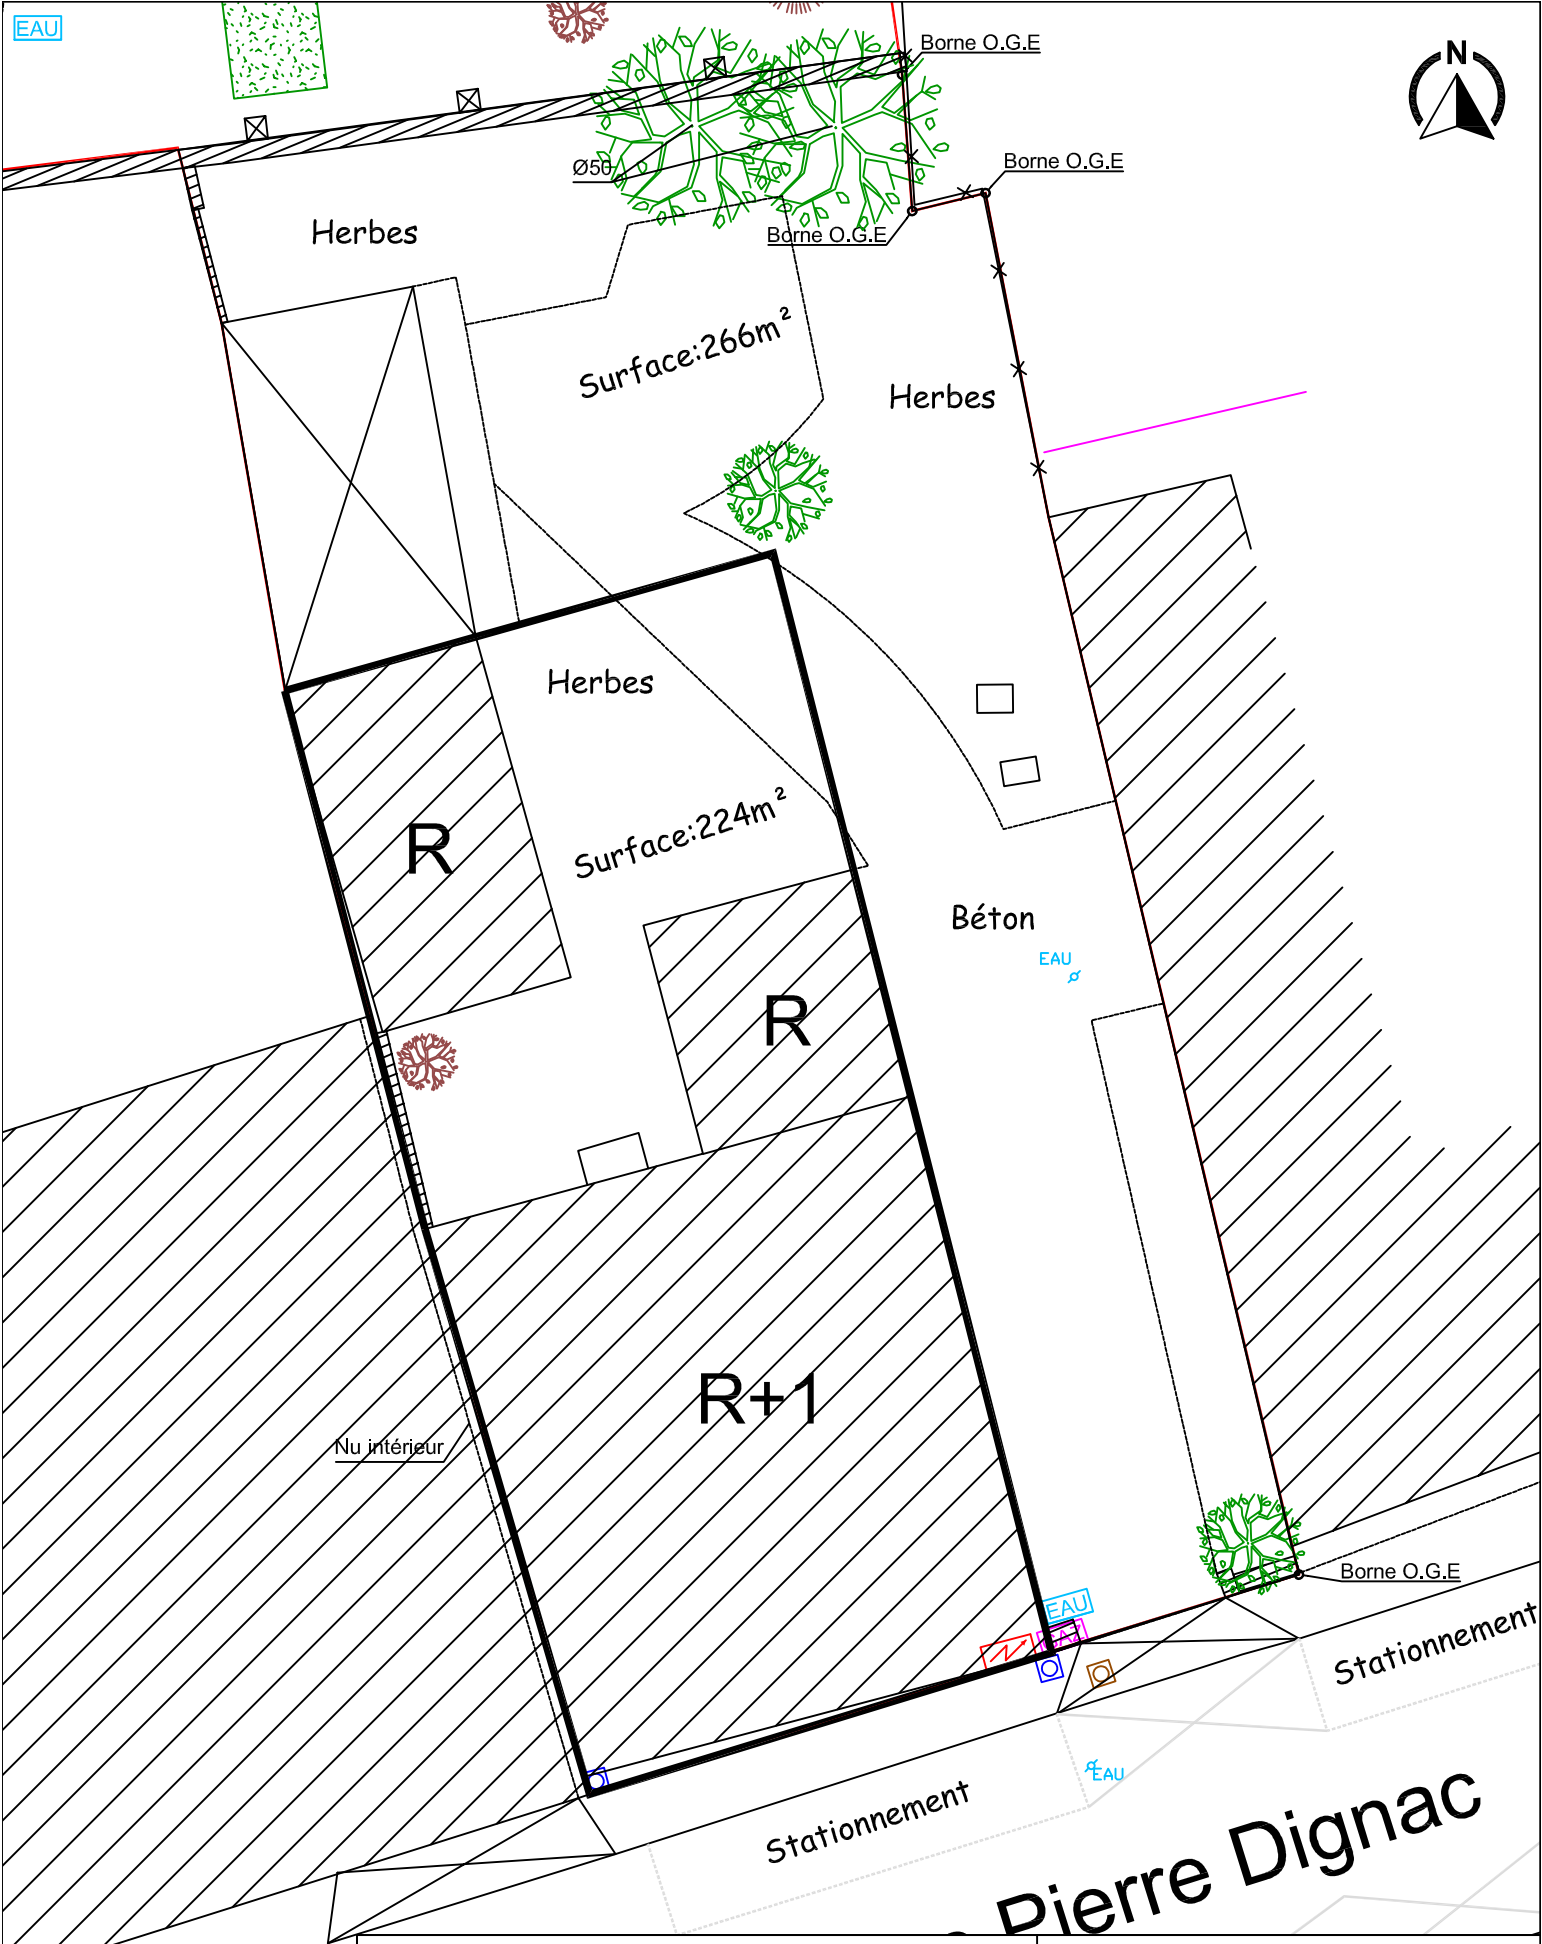 EAU
Borne O.G.E
N
Borne O.G.E
Ø50
Herbes
Borne O.G.E
Surface:266m²
Herbes
Herbes
Surface:224m²
R
Béton
EAU
R
R+1
Nu intérieur
Borne O.G.E
EAU
GAZ
Stationnement
EAU
Stationnement
Pierre Dignac